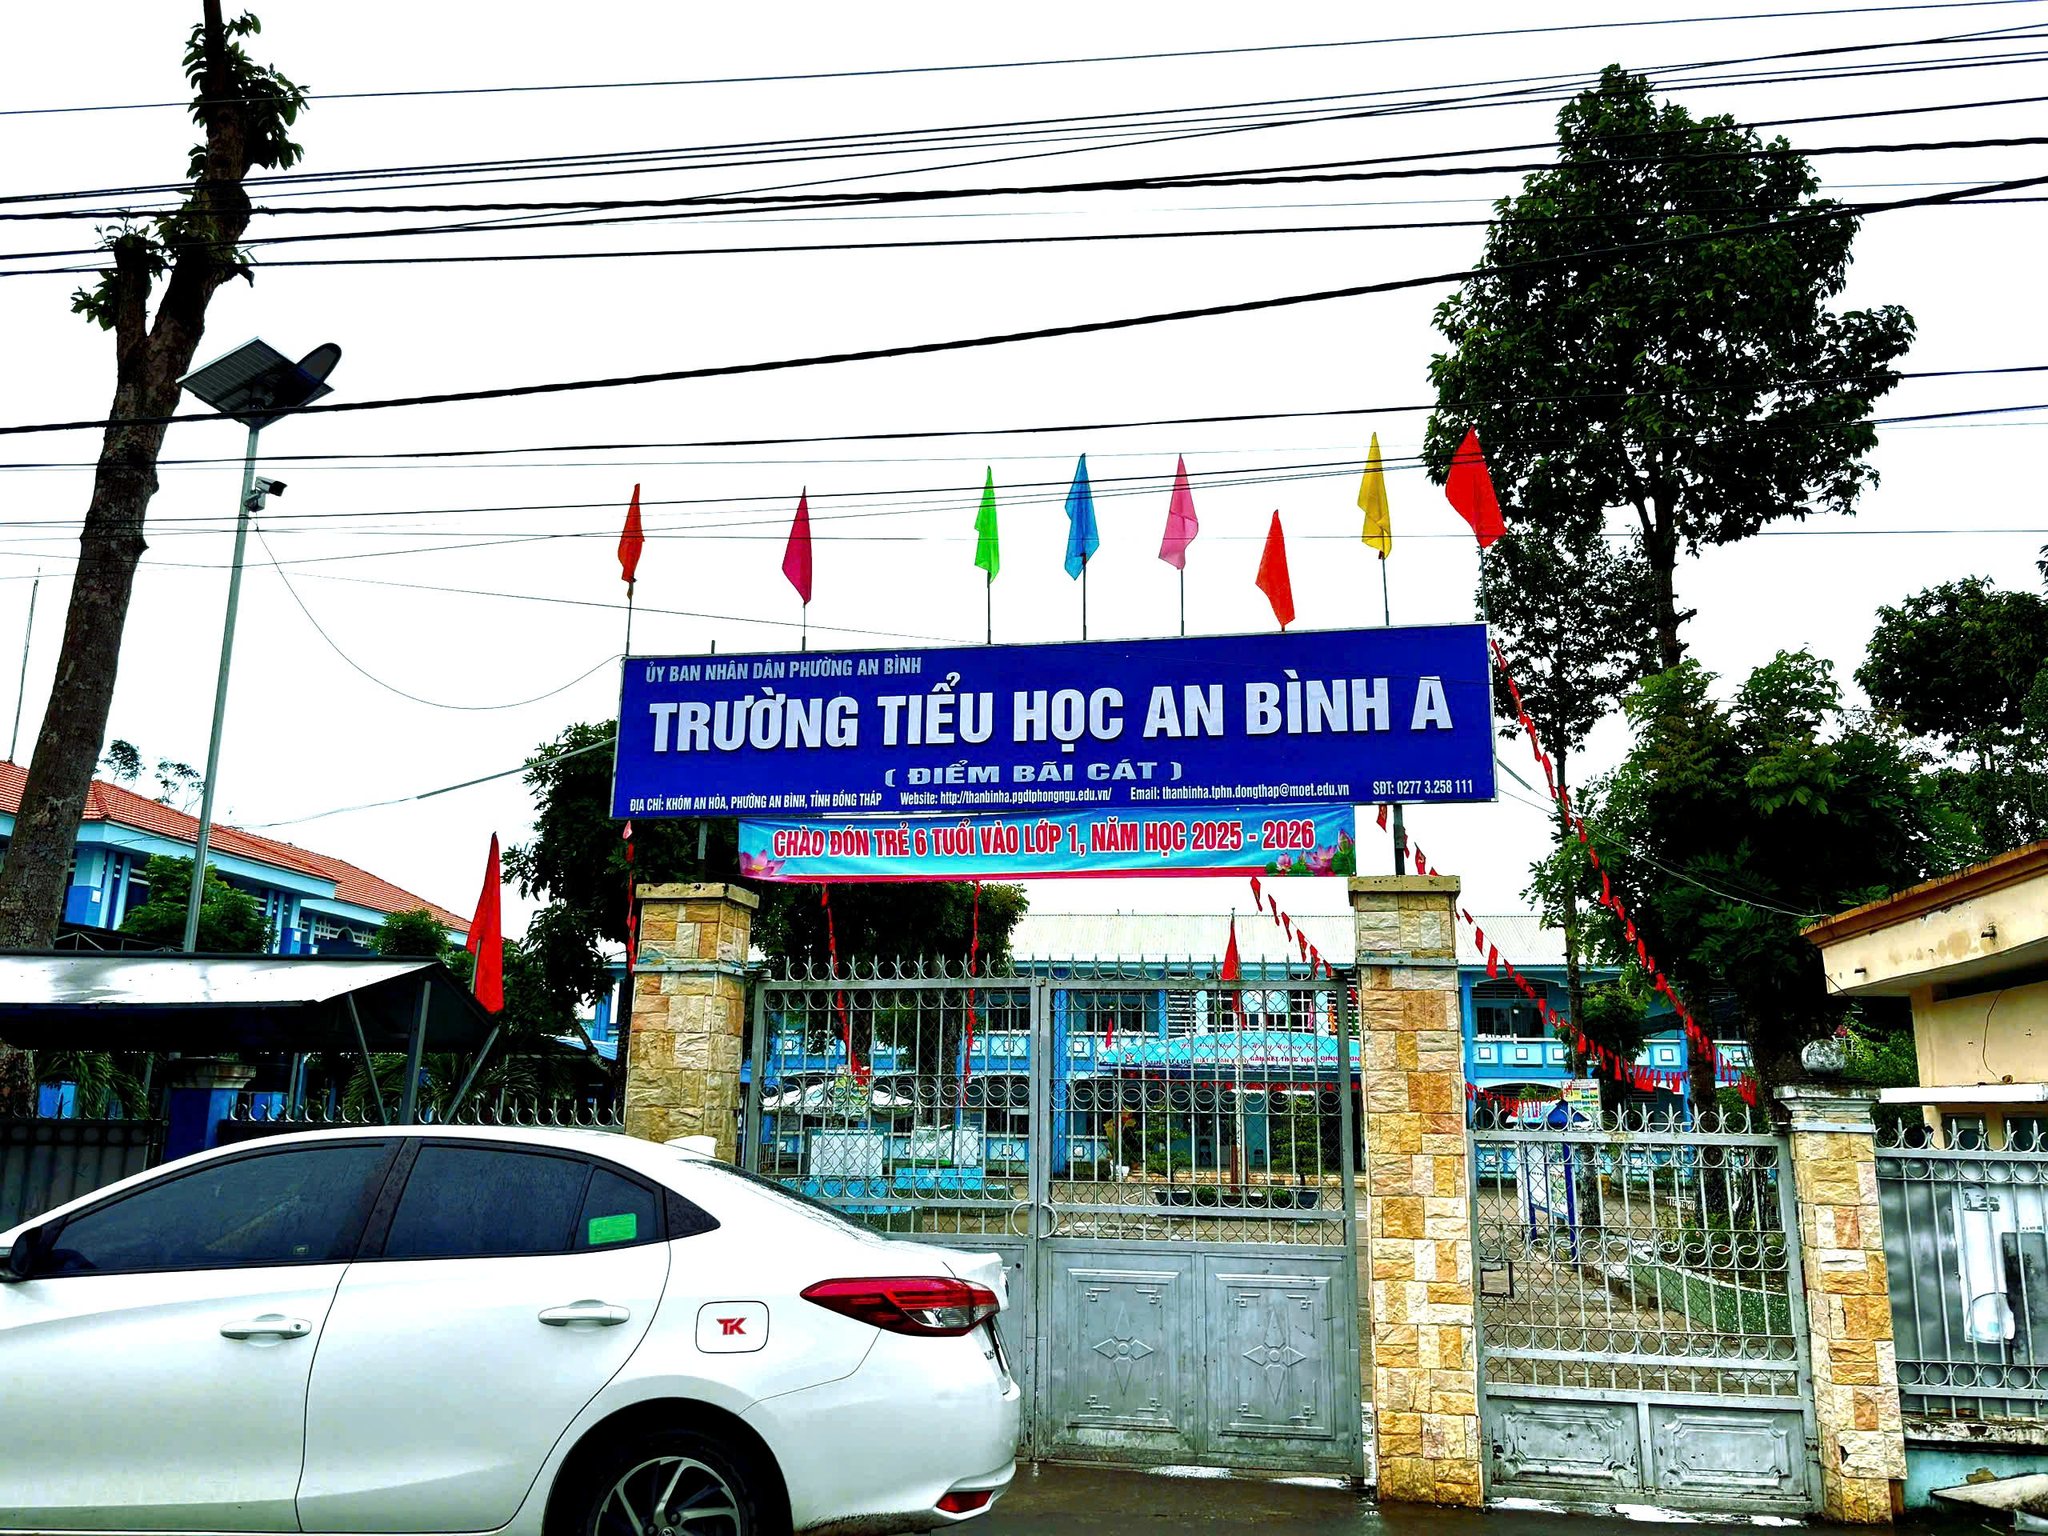 ỦY BAN NHÂN DÂN PHƯỜNG AN BÌNH
TRƯỜNG TIỂU HỌC AN BÌNH A
( ĐIỂM BÃI CÁT )
ĐỊA CHỈ: KHÓM AN HÒA, PHƯỜNG AN BÌNH, TỈNH ĐỒNG THÁP Website: http://thanbinha.pgdtphongngu.edu.vn/ Email: thanbinha.tphn.dongthap@moet.edu.vn SĐT: 0277 3.258 111
CHÀO ĐÓN TRẺ 6 TUỔI VÀO LỚP 1, NĂM HỌC 2025 - 2026
TK